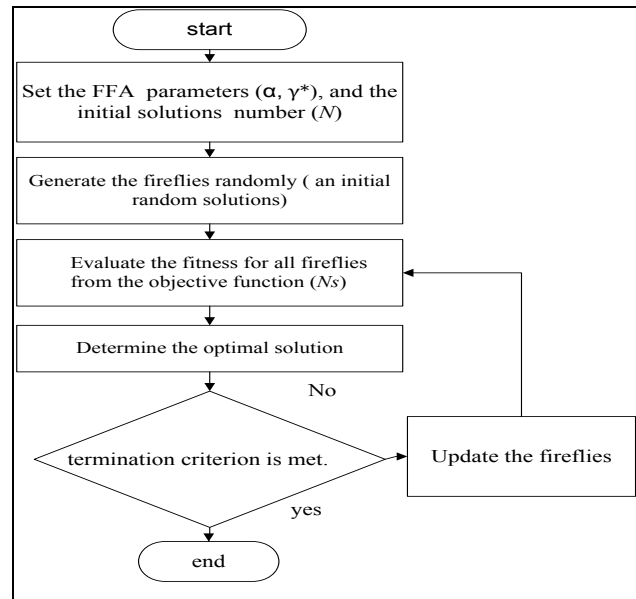 start
Set the FFA parameters (α, γ*), and the
initial solutions number (N)
Generate the fireflies randomly ( an initial
random solutions)
Evaluate the fitness for all fireflies
from the objective function (Ns)
Determine the optimal solution
No
termination criterion is met.
Update the fireflies
yes
end